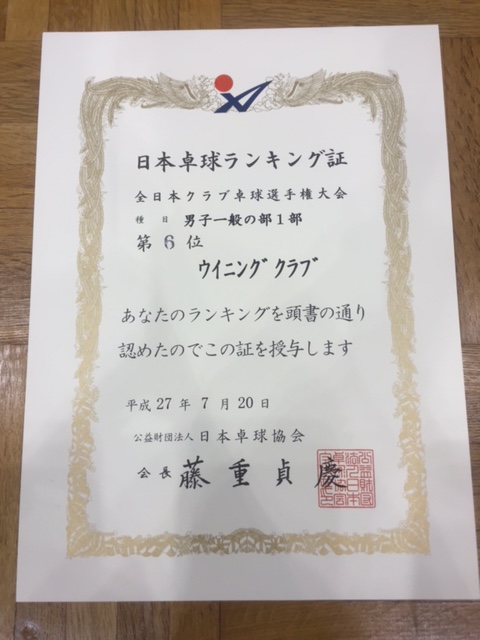 日本卓球ランキング証
全日本クラブ卓球選手権大会
種目 男子一般の部1部
第6位
ウイニングクラブ
あなたのランキングを頭書の通り
認めたのでこの証を授与します
平成27年7月20日
公益財団法人日本卓球協会
会長 藤重貞慶